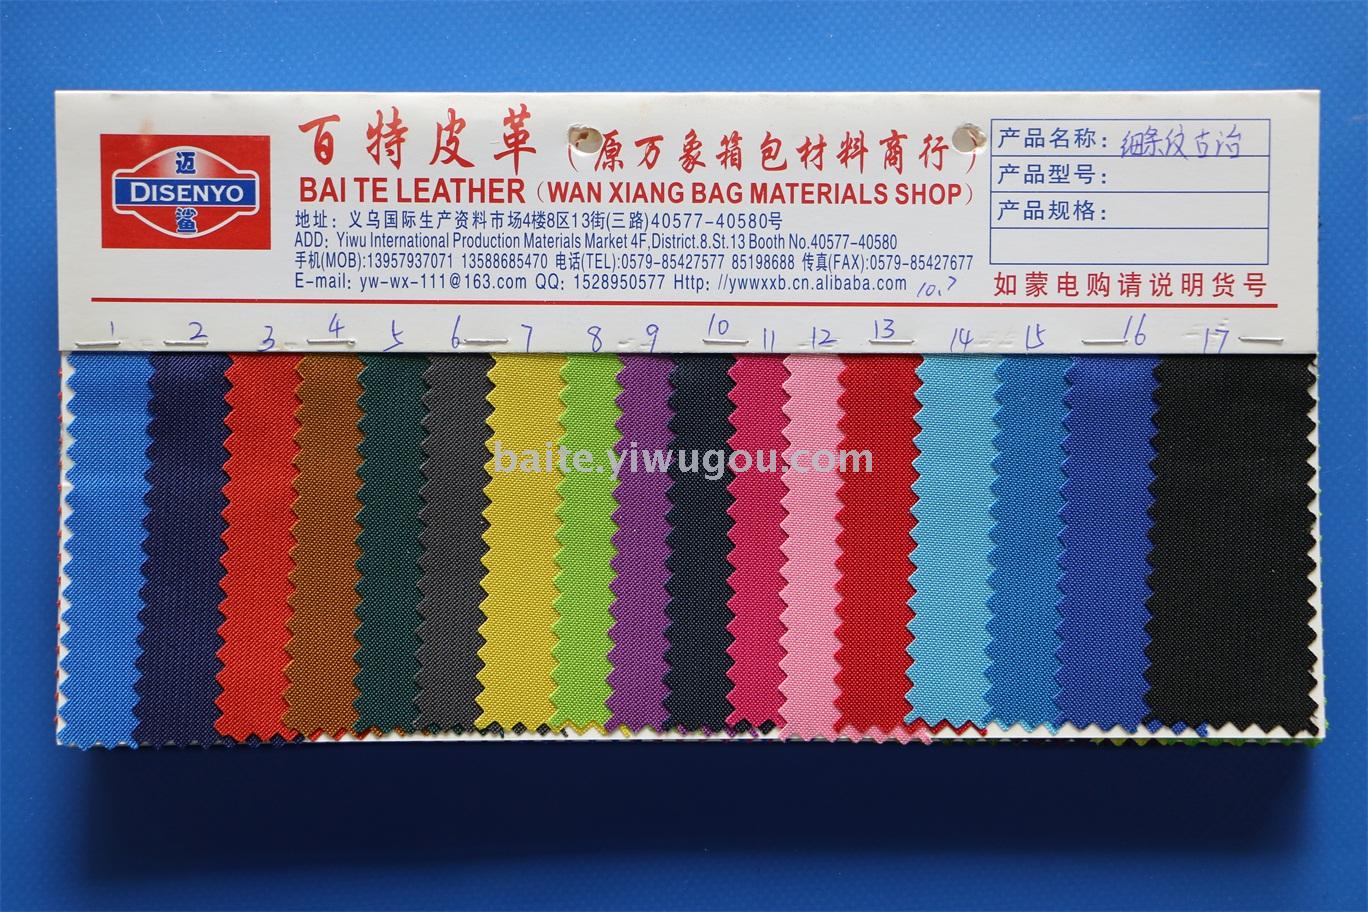 迈
DISENYO
鲨
百特皮革（原万象箱包材料商行）
BAI TE LEATHER（WAN XIANG BAG MATERIALS SHOP）
地址：义乌国际生产资料市场4楼8区13街(三路)40577-40580号
ADD：Yiwu International Production Materials Market 4F,District.8.St.13 Booth No.40577-40580
手机(MOB):13957937071 13588685470 电话(TEL):0579-85427577 85198688 传真(FAX):0579-85427677
E-mail：yw-wx-111@163.com QQ：1528950577 Http：//ywwxxb.cn.alibaba.com 10.7
产品名称：细条纹古冶
产品型号：
产品规格：
如蒙电购请说明货号
1 2 3 4 5 6 7 8 9 10 11 12 13 14 15 16 17
baite.yiwugou.com